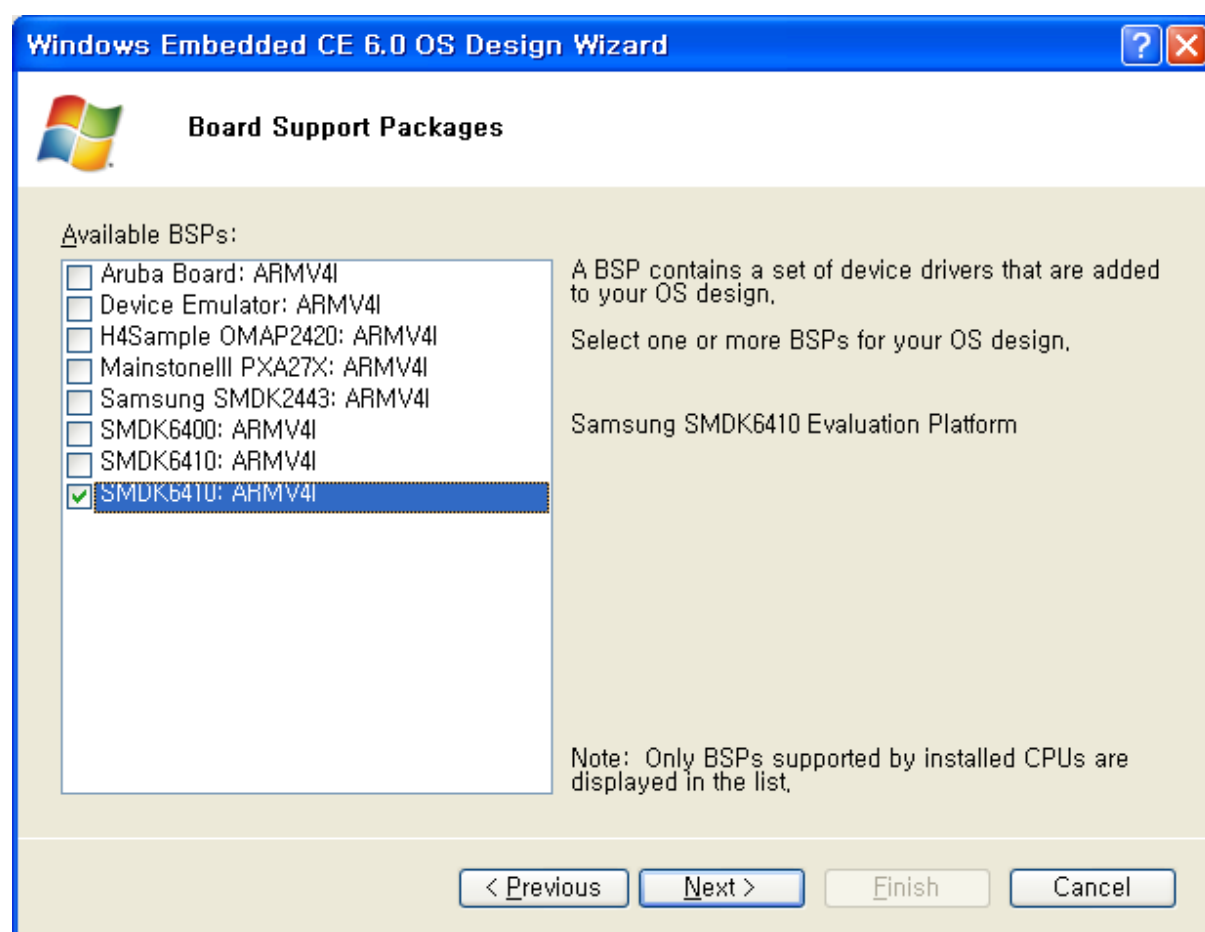 Windows Embedded CE 6.0 OS Design Wizard
Board Support Packages
Available BSPs:
Aruba Board: ARMV4I
Device Emulator: ARMV4I
H4Sample OMAP2420: ARMV4I
MainstoneIII PXA27X: ARMV4I
Samsung SMDK2443: ARMV4I
SMDK6400: ARMV4I
SMDK6410: ARMV4I
SMDK6410: ARMV4I
A BSP contains a set of device drivers that are added
to your OS design,
Select one or more BSPs for your OS design,
Samsung SMDK6410 Evaluation Platform
Note: Only BSPs supported by installed CPUs are
displayed in the list,
< Previous
Next >
Finish
Cancel